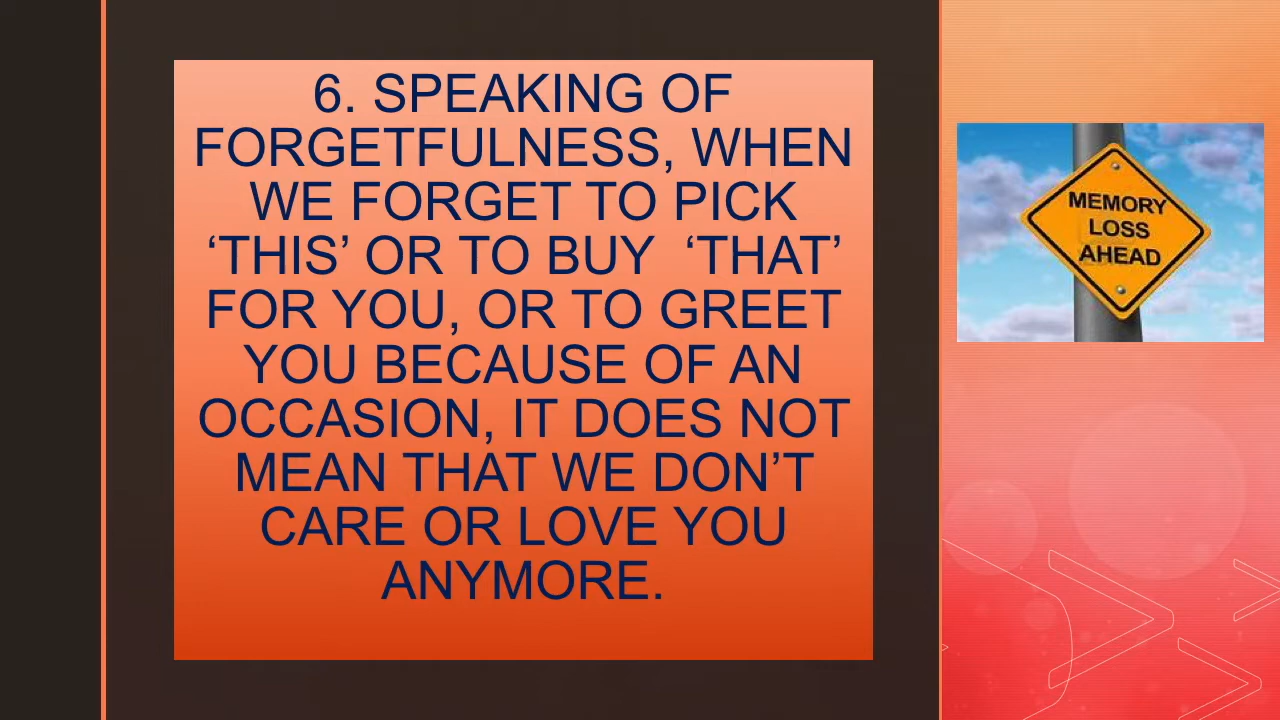 6. SPEAKING OF
FORGETFULNESS, WHEN
WE FORGET TO PICK
‘THIS’ OR TO BUY  ‘THAT’
FOR YOU, OR TO GREET
YOU BECAUSE OF AN
OCCASION, IT DOES NOT
MEAN THAT WE DON’T
CARE OR LOVE YOU
ANYMORE.
MEMORY
LOSS
AHEAD